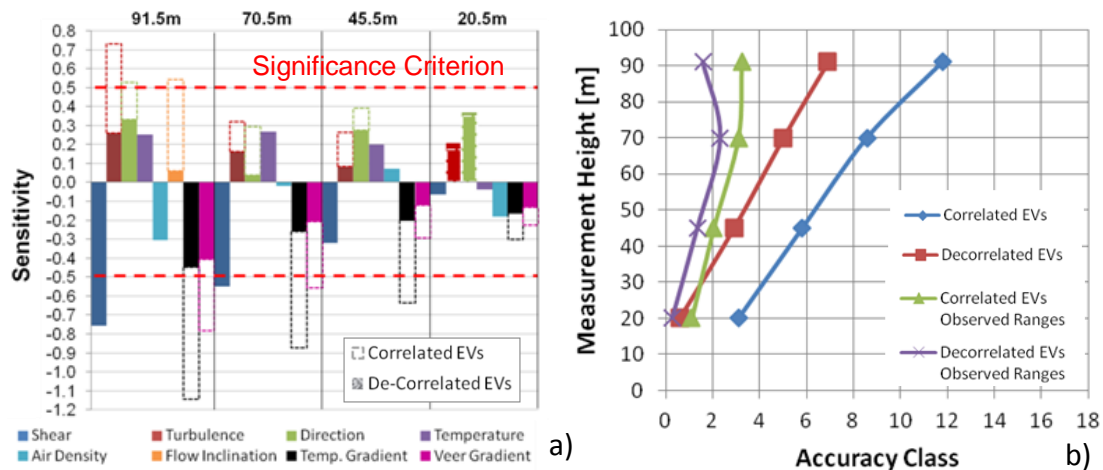 91.5m 70.5m 45.5m 20.5m
0.8
0.7
0.6
0.5
0.4
0.3
0.2
0.1
0.0
-0.1
-0.2
-0.3
-0.4
-0.5
-0.6
-0.7
-0.8
-0.9
-1.0
-1.1
-1.2
Sensitivity
Significance Criterion
Correlated EVs
De-Correlated EVs
Shear Turbulence Direction Temperature
Air Density Flow Inclination Temp. Gradient Veer Gradient
a)
100
90
80
70
60
50
40
30
20
10
0
Measurement Height [m]
Correlated EVs
Decorrelated EVs
Correlated EVs
Observed Ranges
Decorrelated EVs
Observed Ranges
0 2 4 6 8 10 12 14 16 18
Accuracy Class
b)